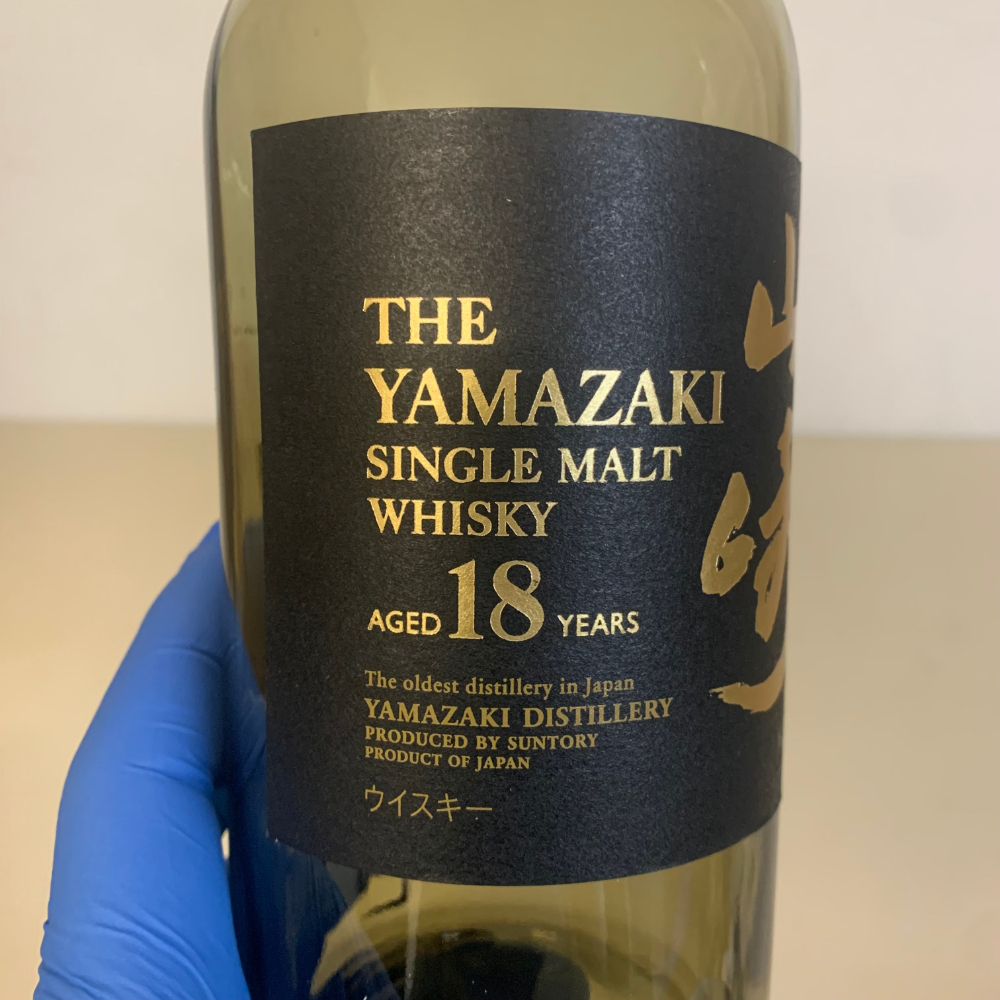 THE
YAMAZAKI
SINGLE MALT
WHISKY
AGED 18 YEARS
The oldest distillery in Japan
YAMAZAKI DISTILLERY
PRODUCED BY SUNTORY
PRODUCT OF JAPAN
ウイスキー